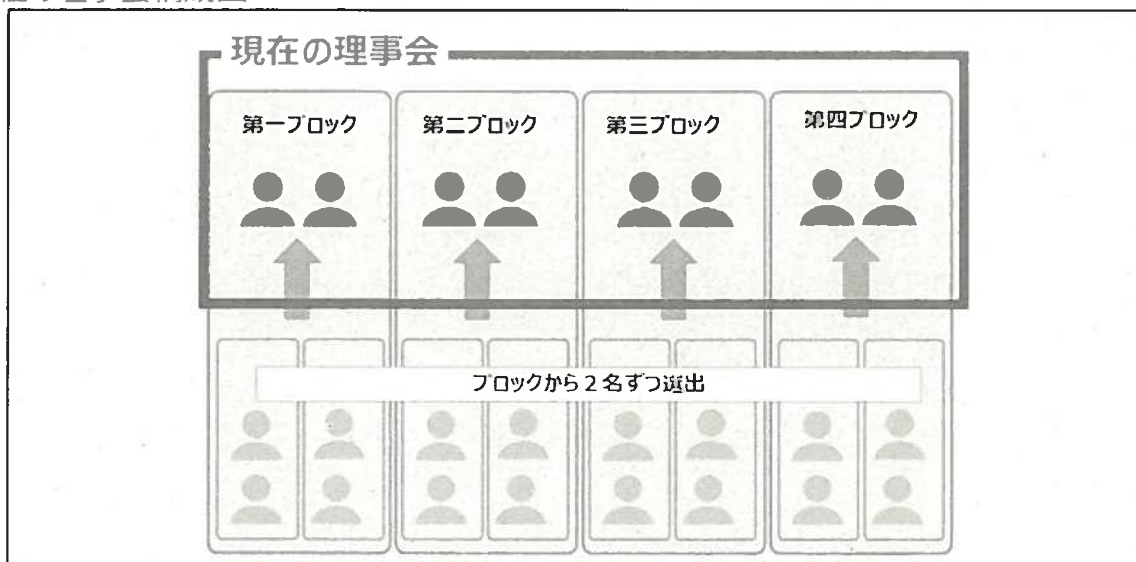 現在の理事会
第一ブロック
第二ブロック
第三ブロック
第四ブロック
ブロックから2名ずつ選出